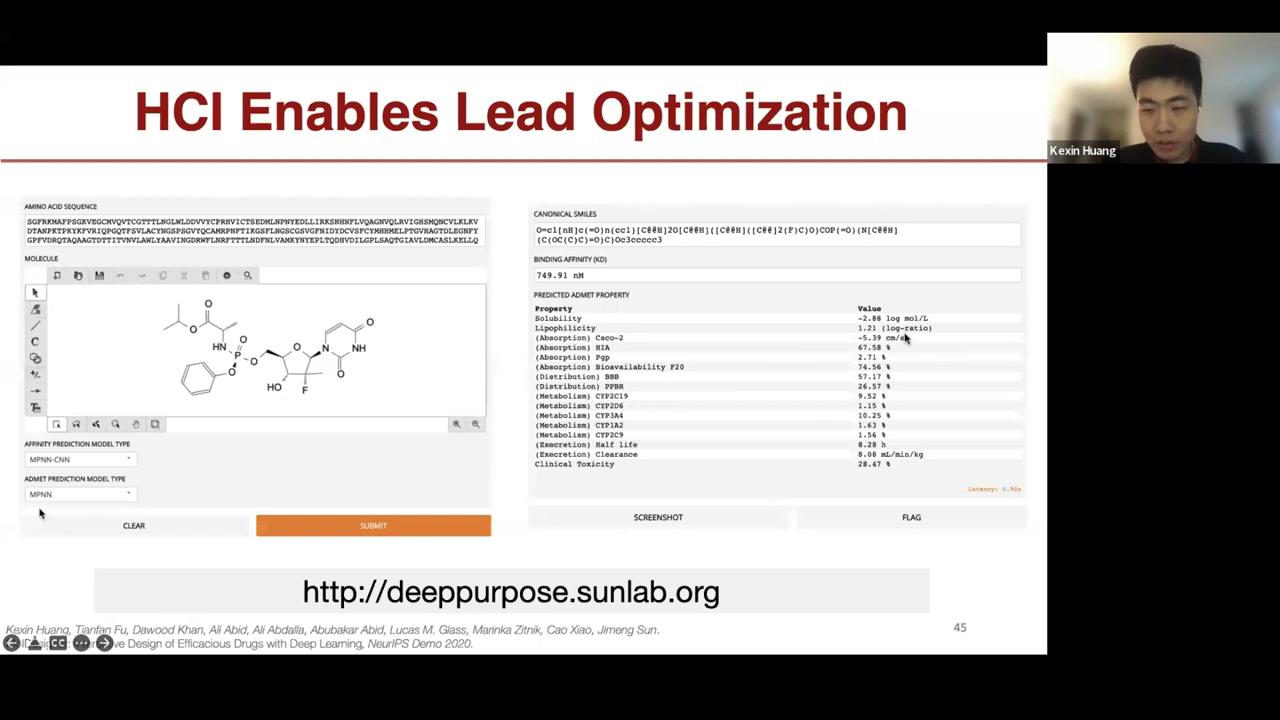 HCI Enables Lead Optimization
Kexin Huang
AMINO ACID SEQUENCE
SGFRKMAFPSGKVEGCMVQVTCGTTTLNGLWLDDVVYCPRHVICTSEDMLNPNYEDLLIRKSNHNFLVQAGNVQLRVIGHSMQNCVLKLKV
DTANPKTPKYKFVRIQPGQTFSVLACYNGSPSGVYQCAMRPNFTIKGSFLNGSCGSVGFNIDYDCVSFCYMHHMELPTGVHAGTDLEGNFY
GPFVDRQTAQAAGTDTTITVNVLAWLYAAVINGDRWFLNRFTTTLNDFNLVAMKYNYEPLTQDHVDILGPLSAQTGIAVLDMCASLKELLQ
MOLECULE
C
O
O
O
HN
P
O
O
O
O
N
NH
O
HO
F
AFFINITY PREDICTION MODEL TYPE
MPNN-CNN
ADMET PREDICTION MODEL TYPE
MPNN
CLEAR
SUBMIT
CANONICAL SMILES
O=c1[nH]c(=O)n(cc1)[C@@H]2O[C@@H]([C@@H]([C@@]2(F)C)O)COP(=O)(N[C@@H]
(C(OC(C)C)=O)C)Oc3ccccc3
BINDING AFFINITY (KD)
749.91 nM
PREDICTED ADMET PROPERTY
Property Value
Solubility -2.88 log mol/L
Lipophilicity 1.21 (log-ratio)
(Absorption) Caco-2 -5.39 cm/s
(Absorption) HIA 67.58 %
(Absorption) Pgp 2.71 %
(Absorption) Bioavailability F20 74.56 %
(Distribution) BBB 57.17 %
(Distribution) PPBR 26.57 %
(Metabolism) CYP2C19 9.52 %
(Metabolism) CYP2D6 1.15 %
(Metabolism) CYP3A4 10.25 %
(Metabolism) CYP1A2 1.63 %
(Metabolism) CYP2C9 1.56 %
(Execretion) Half life 8.28 h
(Execretion) Clearance 8.08 mL/min/kg
Clinical Toxicity 28.47 %
Latency: 0.90s
SCREENSHOT
FLAG
http://deeppurpose.sunlab.org
Kexin Huang, Tianfan Fu, Dawood Khan, Ali Abid, Ali Abdalla, Abubakar Abid, Lucas M. Glass, Marinka Zitnik, Cao Xiao, Jimeng Sun.
ve Design of Efficacious Drugs with Deep Learning, NeurIPS Demo 2020.
CC
45